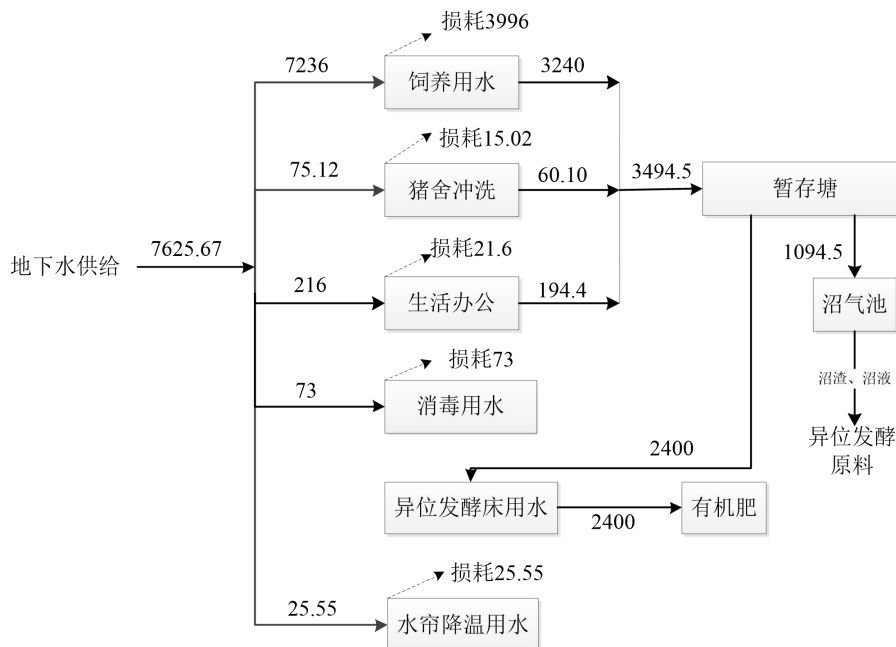 损耗3996
7236
饲养用水
3240
损耗15.02
75.12
猪舍冲洗
60.10
3494.5
暂存塘
地下水供给
7625.67
损耗21.6
216
生活办公
194.4
1094.5
沼气池
损耗73
73
消毒用水
沼渣、沼液
异位发酵
原料
2400
异位发酵床用水
2400
有机肥
损耗25.55
25.55
水帘降温用水